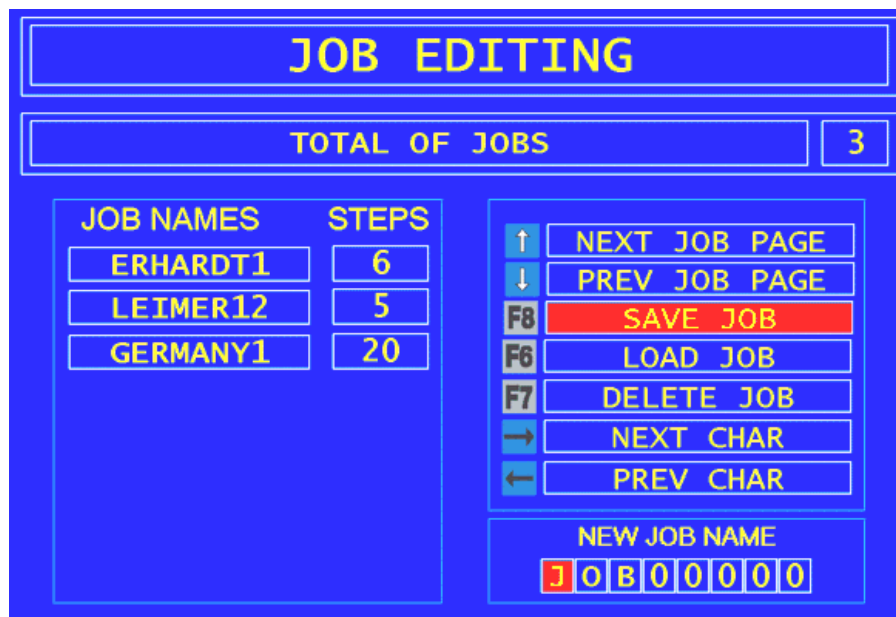 JOB EDITING
TOTAL OF JOBS 3
JOB NAMES STEPS
ERHARDT1 6
LEIMER12 5
GERMANY1 20
↑ NEXT JOB PAGE
↓ PREV JOB PAGE
F8 SAVE JOB
F6 LOAD JOB
F7 DELETE JOB
→ NEXT CHAR
← PREV CHAR
NEW JOB NAME
JOB00000